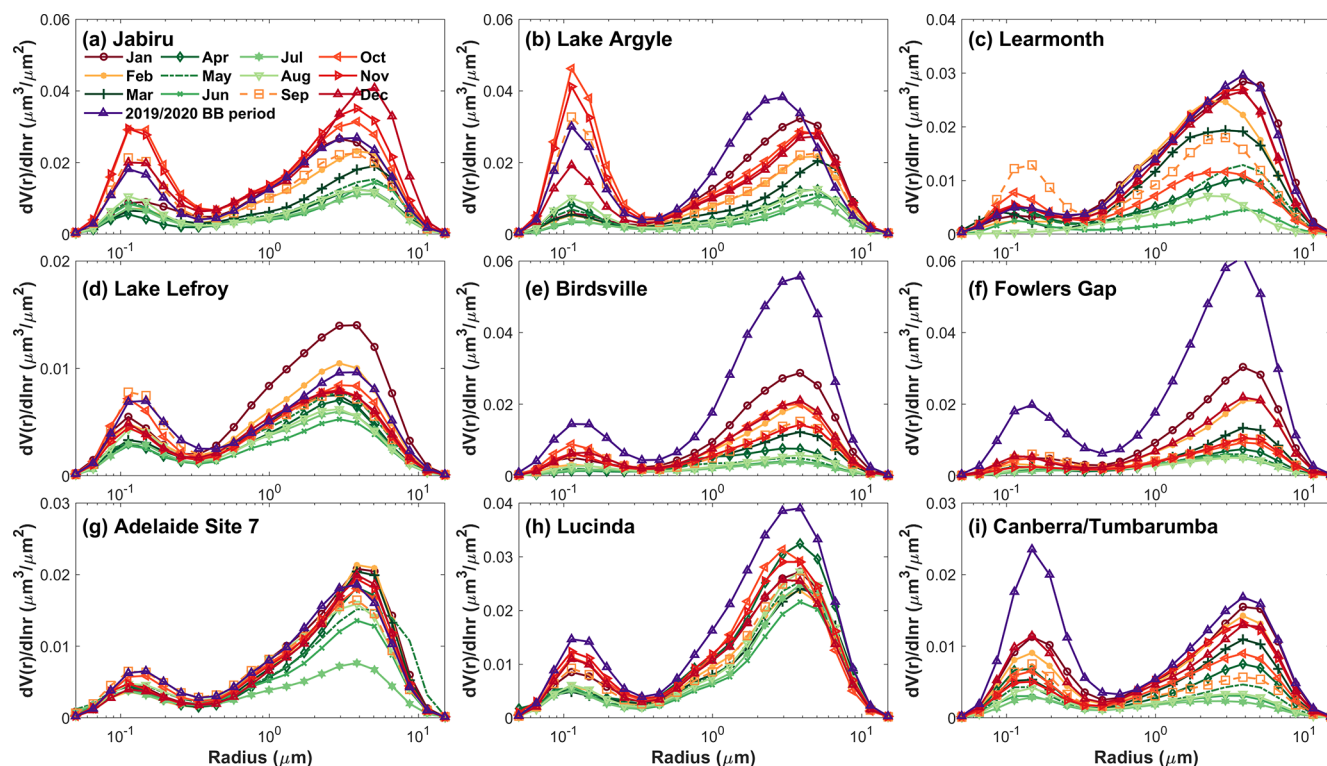 (a) Jabiru
Jan Apr Jul Oct
Feb May Aug Nov
Mar Jun Sep Dec
2019/2020 BB period
dV(r)/dlnr (μm³/μm²)
0.08
0.06
0.04
0.02
0
10⁻¹ 10⁰ 10¹
(b) Lake Argyle
0.06
0.04
0.02
0
10⁻¹ 10⁰ 10¹
(c) Learmonth
0.04
0.03
0.02
0.01
0
10⁻¹ 10⁰ 10¹
(d) Lake Lefroy
dV(r)/dlnr (μm³/μm²)
0.02
0.01
0
10⁻¹ 10⁰ 10¹
(e) Birdsville
0.06
0.04
0.02
0
10⁻¹ 10⁰ 10¹
(f) Fowlers Gap
0.06
0.04
0.02
0
10⁻¹ 10⁰ 10¹
(g) Adelaide Site 7
dV(r)/dlnr (μm³/μm²)
0.03
0.02
0.01
0
10⁻¹ 10⁰ 10¹
Radius (μm)
(h) Lucinda
0.04
0.03
0.02
0.01
0
10⁻¹ 10⁰ 10¹
Radius (μm)
(i) Canberra/Tumbarumba
0.03
0.02
0.01
0
10⁻¹ 10⁰ 10¹
Radius (μm)